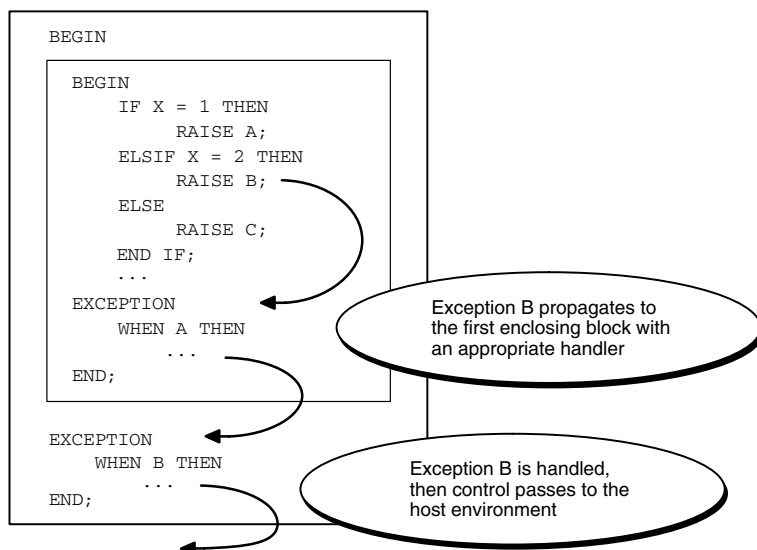 BEGIN
BEGIN
IF X = 1 THEN
RAISE A;
ELSIF X = 2 THEN
RAISE B;
ELSE
RAISE C;
END IF;
...
EXCEPTION
WHEN A THEN
...
END;
Exception B propagates to
the first enclosing block with
an appropriate handler
EXCEPTION
WHEN B THEN
...
END;
Exception B is handled,
then control passes to the
host environment